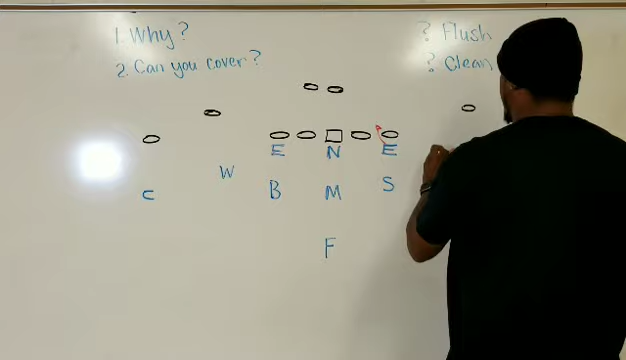 1. Why?
2. Can you cover?
? Flush
? Clean
E N E
W B M S
C
F